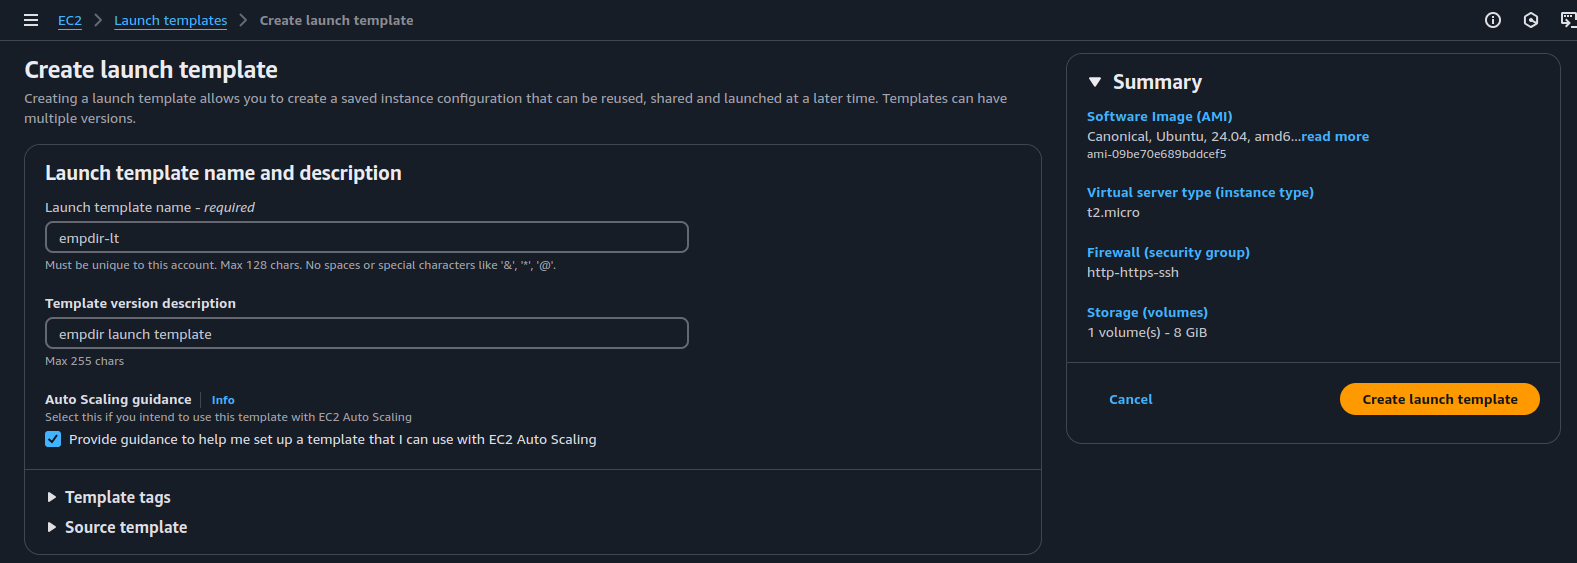 EC2 > Launch templates > Create launch template
Create launch template
Creating a launch template allows you to create a saved instance configuration that can be reused, shared and launched at a later time. Templates can have
multiple versions.
Launch template name and description
Launch template name - required
empdir-lt
Must be unique to this account. Max 128 chars. No spaces or special characters like '&', '*', '@'.
Template version description
empdir launch template
Max 255 chars
Auto Scaling guidance | Info
Select this if you intend to use this template with EC2 Auto Scaling
Provide guidance to help me set up a template that I can use with EC2 Auto Scaling
Template tags
Source template
Summary
Software Image (AMI)
Canonical, Ubuntu, 24.04, amd6...read more
ami-09be70e689bddcef5
Virtual server type (instance type)
t2.micro
Firewall (security group)
http-https-ssh
Storage (volumes)
1 volume(s) - 8 GiB
Cancel
Create launch template